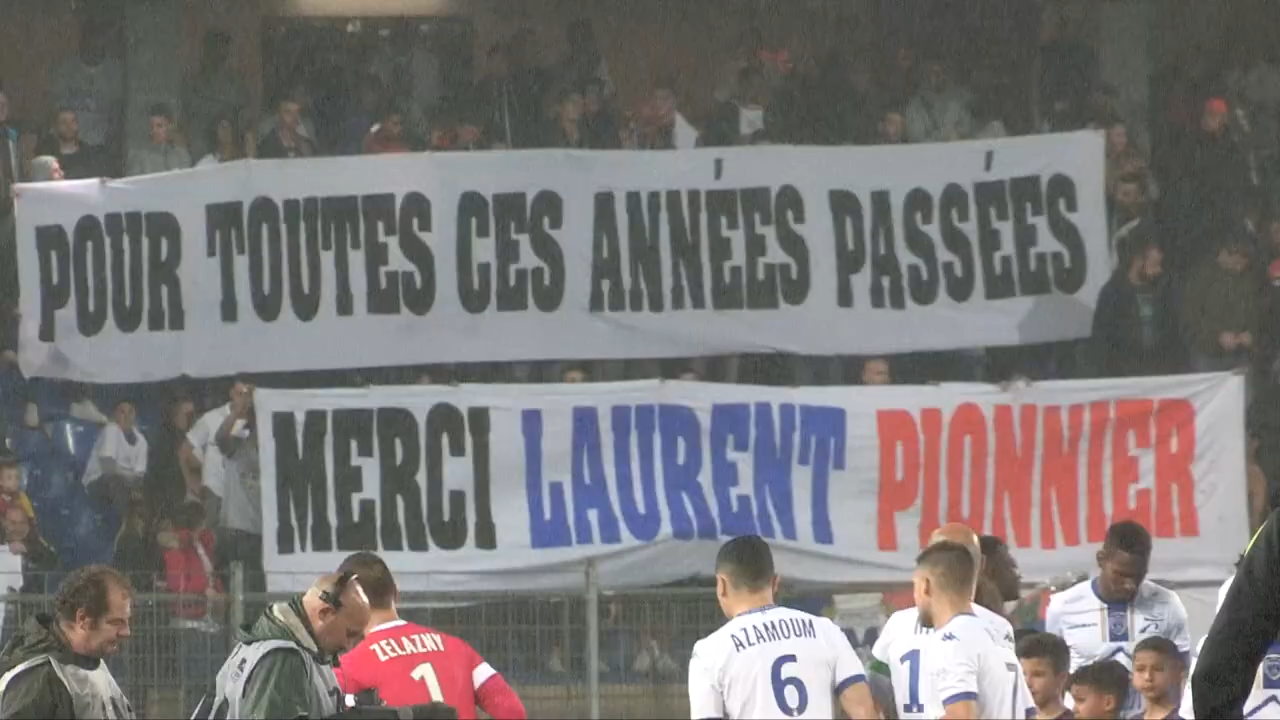 POUR TOUTES CES ANNÉES PASSÉES
MERCI LAURENT PIONNIER
ZELAZNY
1
AZAMOUM
6
1